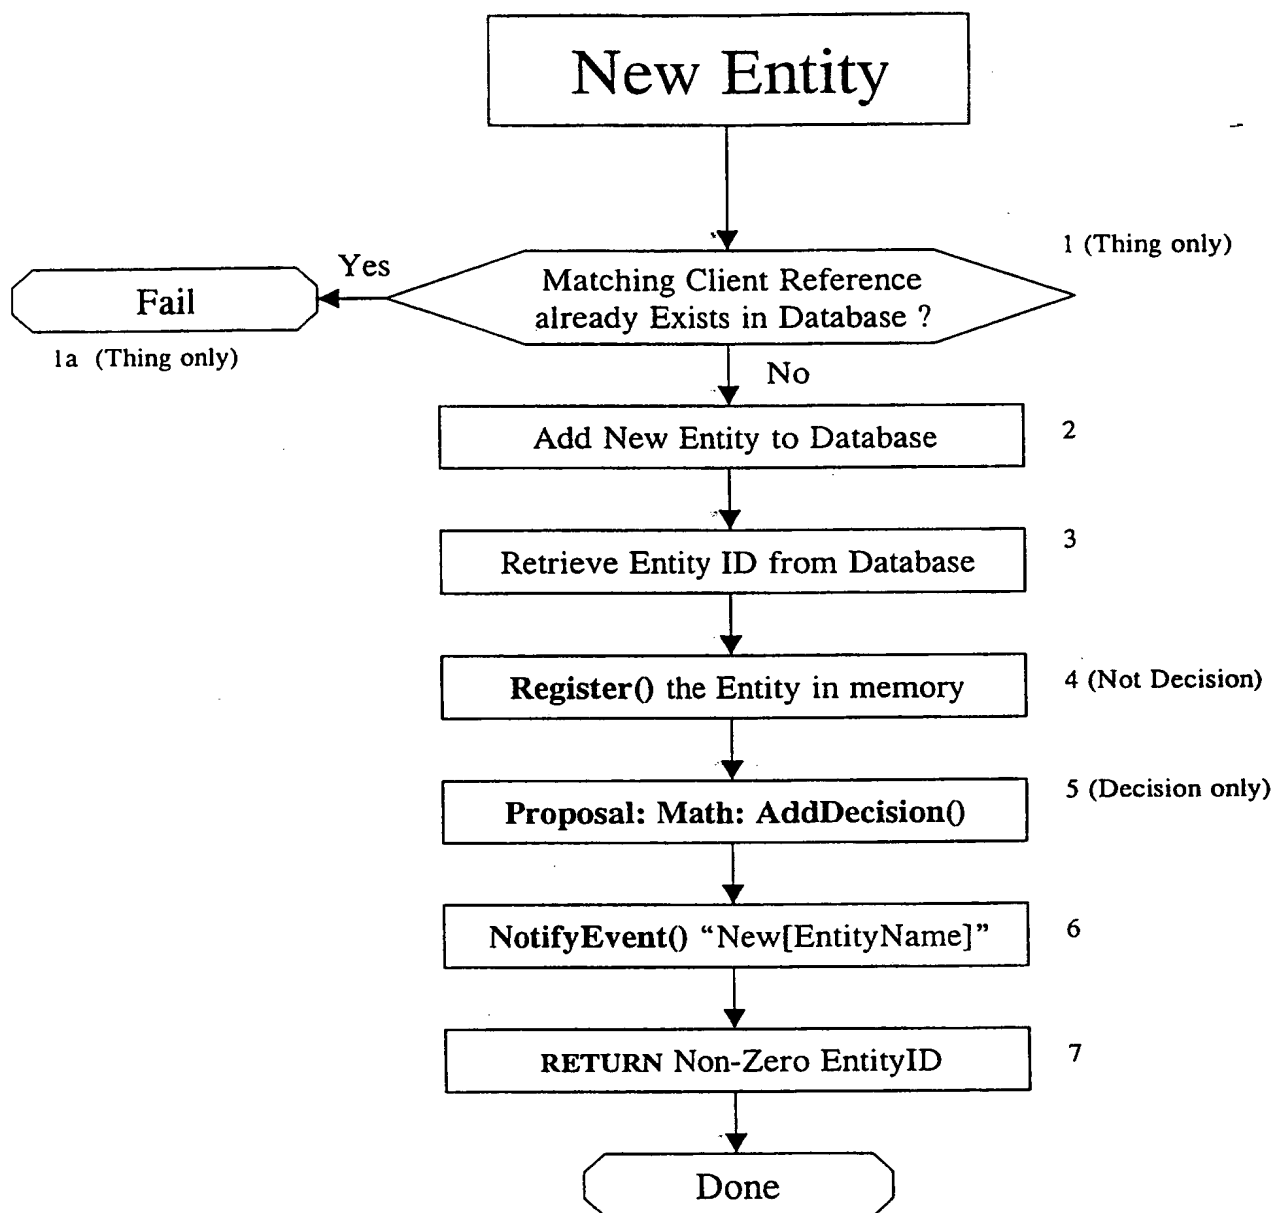 New Entity
1 (Thing only)
Yes
Matching Client Reference
already Exists in Database ?
Fail
1a (Thing only)
No
Add New Entity to Database
2
Retrieve Entity ID from Database
3
Register() the Entity in memory
4 (Not Decision)
Proposal: Math: AddDecision()
5 (Decision only)
NotifyEvent() “New[EntityName]”
6
RETURN Non-Zero EntityID
7
Done